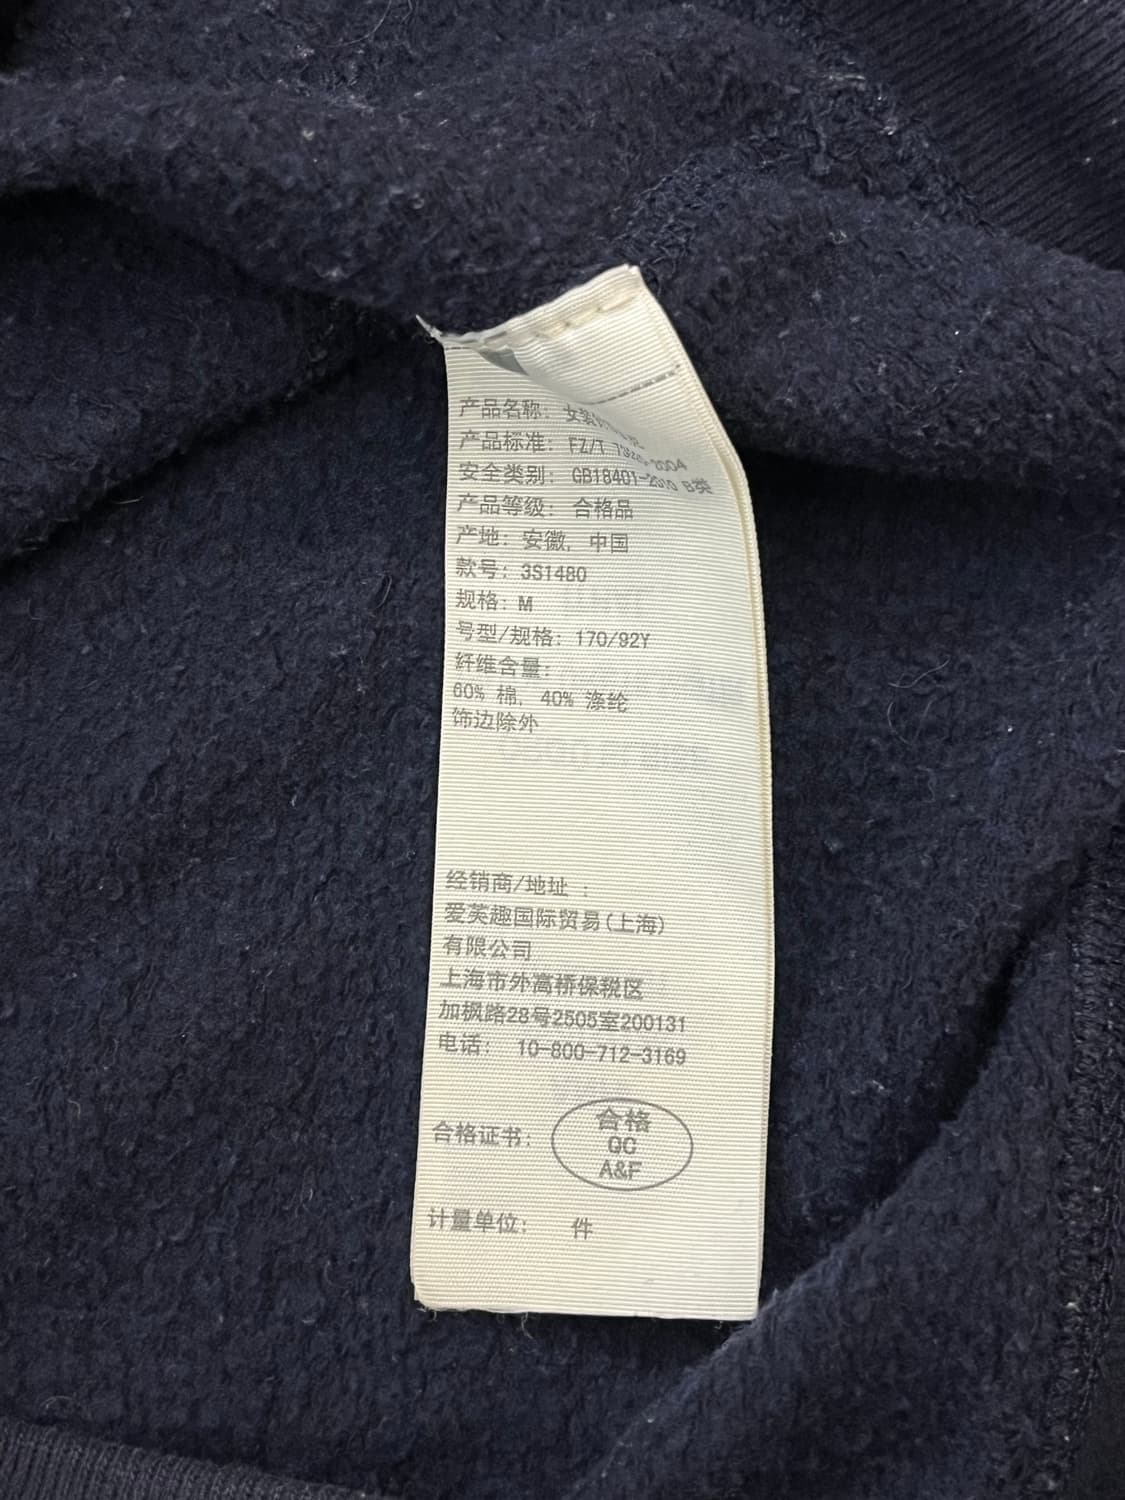 产品名称: 女装
产品标准: FZ/T
安全类别: GB18401-2010 B类
产品等级: 合格品
产地: 安徽, 中国
款号: 3S1480
规格: M
号型/规格: 170/92Y
纤维含量:
60% 棉, 40% 涤纶
饰边除外
经销商/地址 :
爱芙趣国际贸易(上海)
有限公司
上海市外高桥保税区
加枫路28号2505室200131
电话: 10-800-712-3169
合格证书:
合格
QC
A&F
计量单位: 件